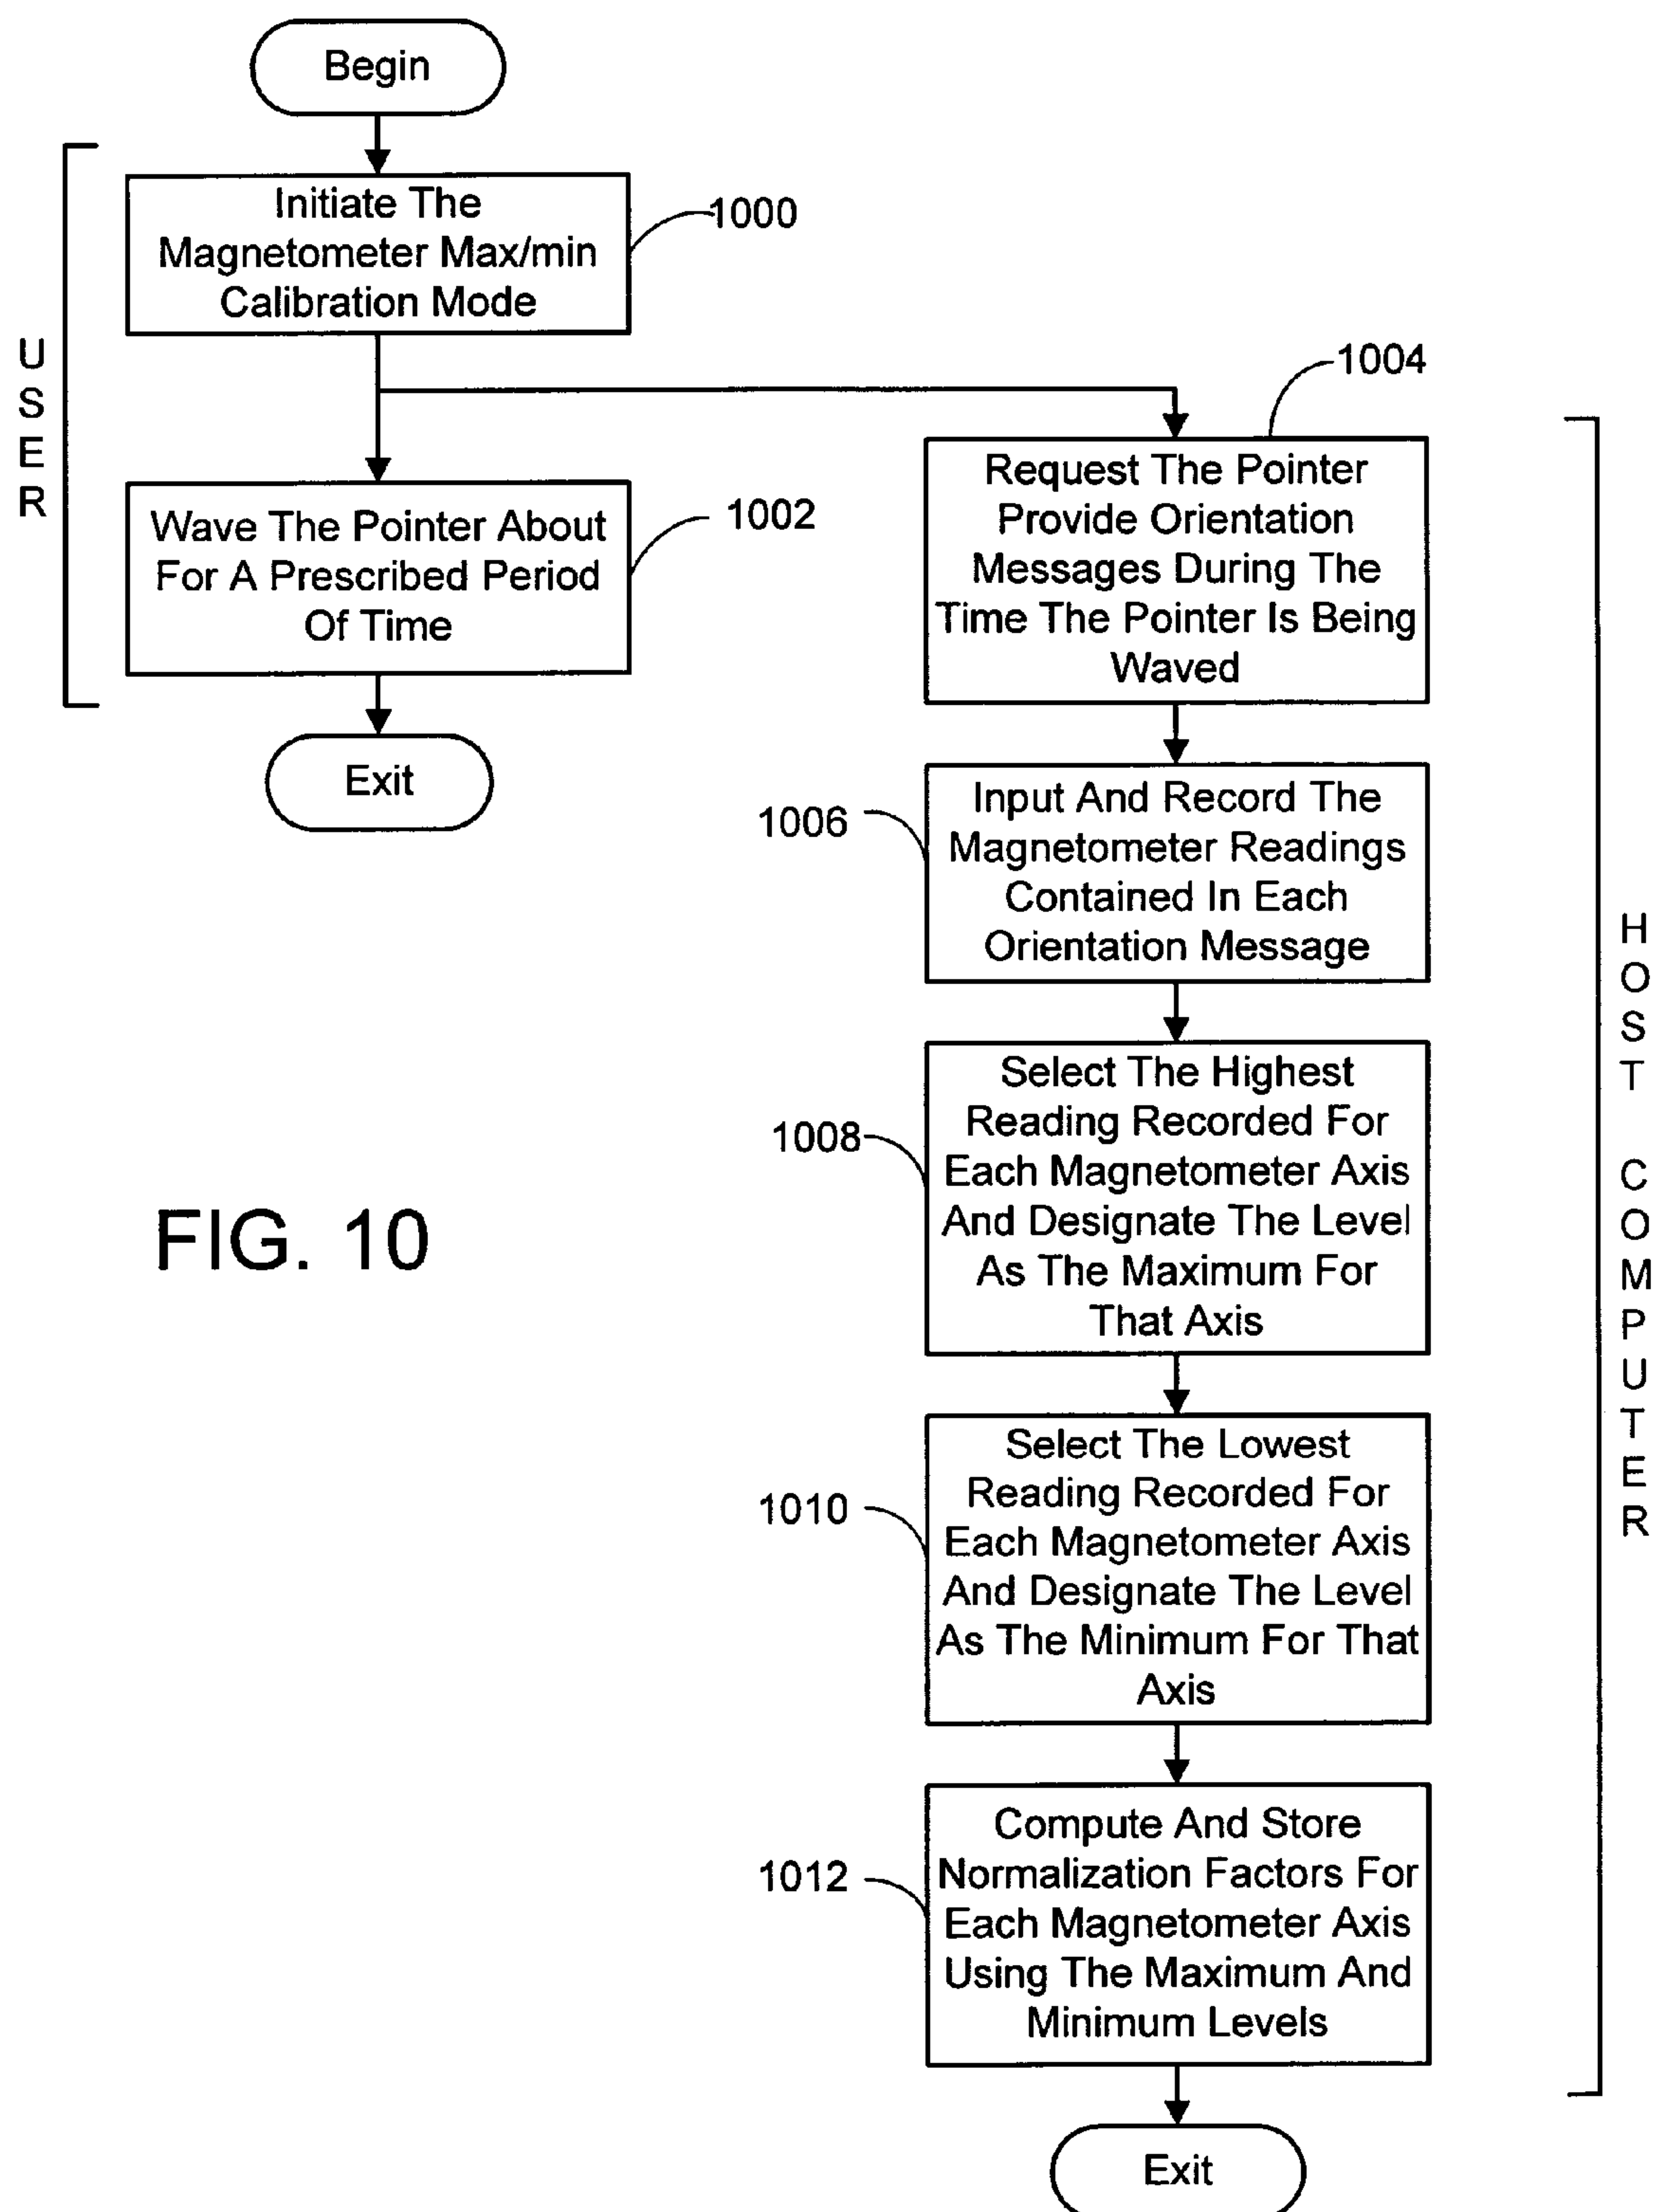 Begin
Initiate The
Magnetometer Max/min
Calibration Mode
1000
USER
Wave The Pointer About
For A Prescribed Period
Of Time
1002
Exit
1004
Request The Pointer
Provide Orientation
Messages During The
Time The Pointer Is Being
Waved
1006
Input And Record The
Magnetometer Readings
Contained In Each
Orientation Message
1008
Select The Highest
Reading Recorded For
Each Magnetometer Axis
And Designate The Level
As The Maximum For
That Axis
1010
Select The Lowest
Reading Recorded For
Each Magnetometer Axis
And Designate The Level
As The Minimum For That
Axis
1012
Compute And Store
Normalization Factors For
Each Magnetometer Axis
Using The Maximum And
Minimum Levels
Exit
HOST COMPUTER
FIG. 10